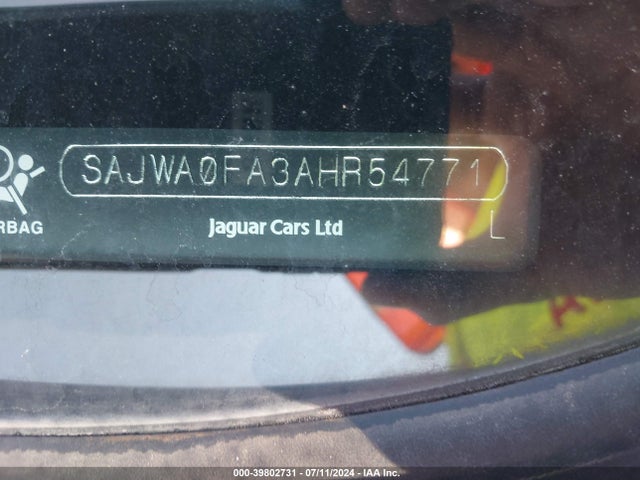 SAJWA0FA3AHR54771
RBAG
Jaguar Cars Ltd
L
000-39802731 - 07/11/2024 - IAA Inc.